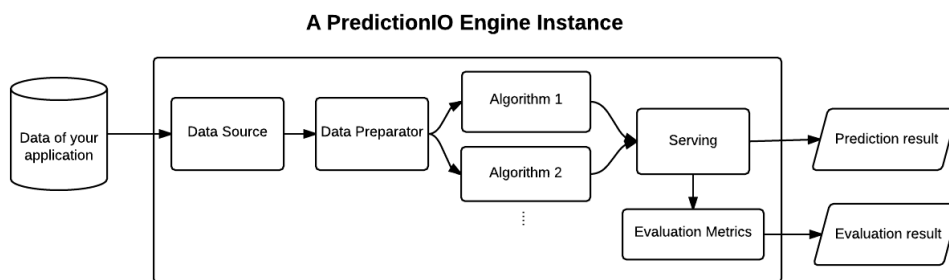 A PredictionIO Engine Instance
Data of your
application
Data Source
Data Preparator
Algorithm 1
Algorithm 2
Serving
Evaluation Metrics
Prediction result
Evaluation result